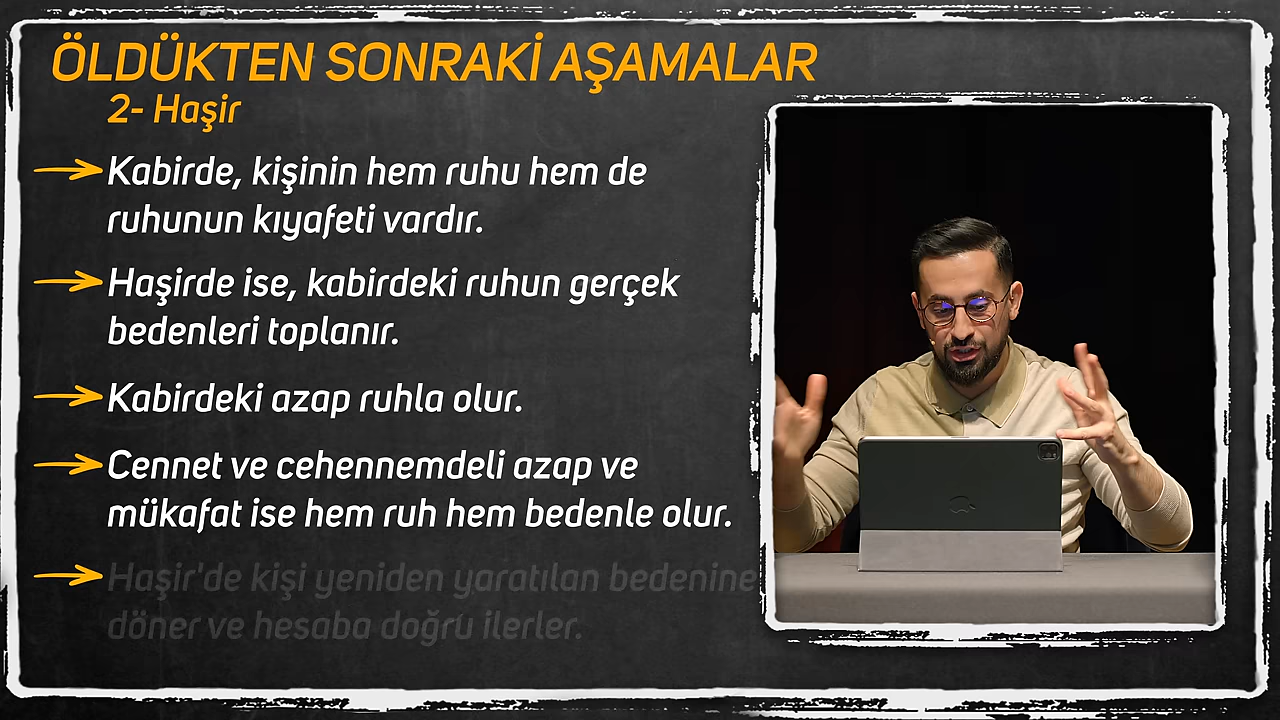 ÖLDÜKTEN SONRAKİ AŞAMALAR
2- Haşir
Kabirde, kişinin hem ruhu hem de
ruhunun kıyafeti vardır.
Haşirde ise, kabirdeki ruhun gerçek
bedenleri toplanır.
Kabirdeki azap ruhla olur.
Cennet ve cehennemdeli azap ve
mükafat ise hem ruh hem bedenle olur.
Haşir'de kişi yeniden yaratılan bedenine
döner ve hesaba doğru ilerler.